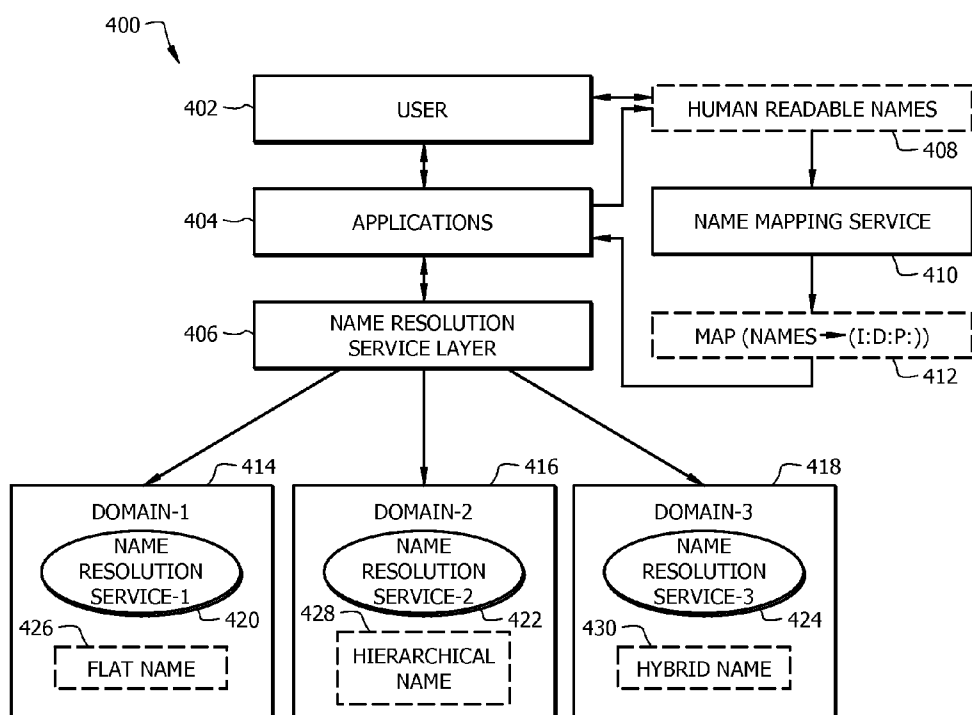 400
402
USER
HUMAN READABLE NAMES
408
404
APPLICATIONS
NAME MAPPING SERVICE
410
406
NAME RESOLUTION
SERVICE LAYER
MAP (NAMES → (I:D:P:))
412
414
DOMAIN-1
NAME
RESOLUTION
SERVICE-1
420
426
FLAT NAME
416
DOMAIN-2
NAME
RESOLUTION
SERVICE-2
422
428
HIERARCHICAL
NAME
418
DOMAIN-3
NAME
RESOLUTION
SERVICE-3
424
430
HYBRID NAME